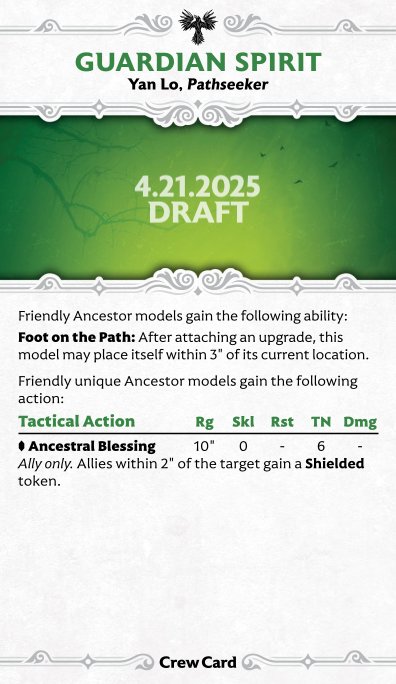 GUARDIAN SPIRIT
Yan Lo, Pathseeker
4.21.2025
DRAFT
Friendly Ancestor models gain the following ability:
Foot on the Path: After attaching an upgrade, this
model may place itself within 3" of its current location.
Friendly unique Ancestor models gain the following
action:
Tactical Action Rg Skl Rst TN Dmg
Ancestral Blessing 10" 0 - 6 -
Ally only. Allies within 2" of the target gain a Shielded
token.
Crew Card